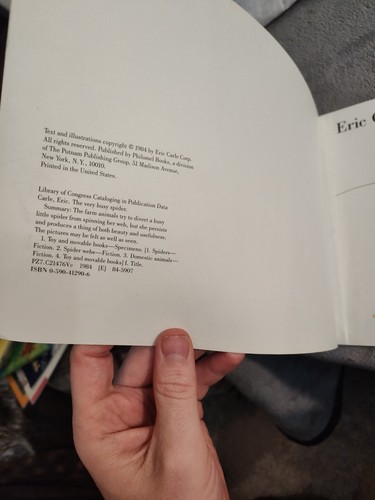 Text and illustrations copyright © 1984 by Eric Carle Corp.
All rights reserved. Published by Philomel Books, a division
of The Putnam Publishing Group, 51 Madison Avenue,
New York, N.Y., 10010.
Printed in the United States.
Library of Congress Cataloging in Publication Data
Carle, Eric. The very busy spider.
Summary: The farm animals try to divert a busy
little spider from spinning her web, but she persists
and produces a thing of both beauty and usefulness.
The pictures may be felt as well as seen.
1. Toy and movable books—Specimens. [1. Spiders—
Fiction. 2. Spider webs—Fiction. 3. Domestic animals—
Fiction. 4. Toy and movable books] I. Title.
PZ7.C21476Ve 1984 [E] 84-5907
ISBN 0-590-41290-6
Eric